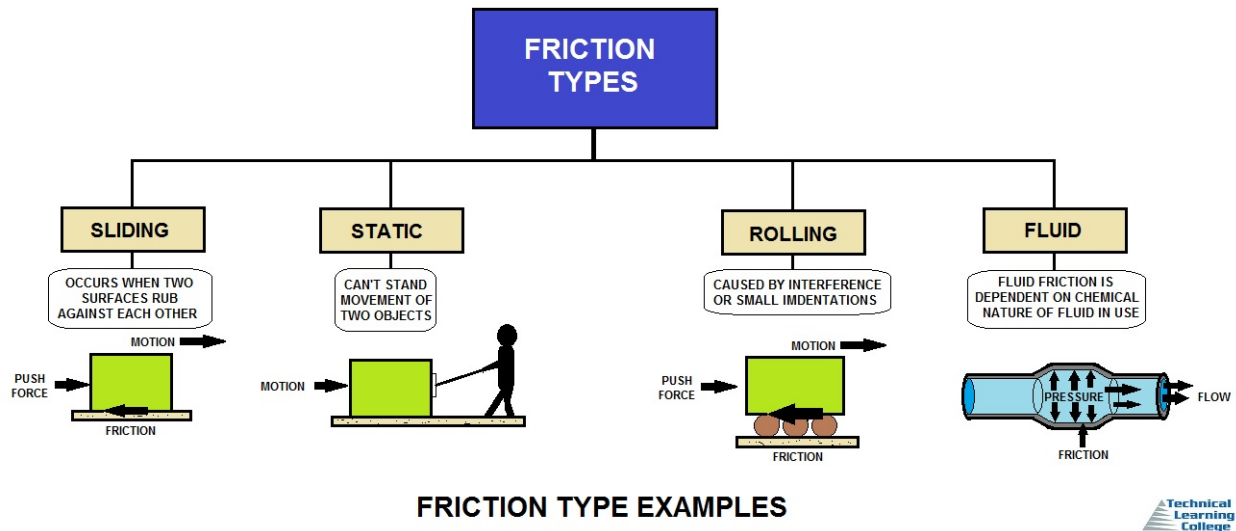 FRICTION
TYPES
SLIDING
STATIC
ROLLING
FLUID
OCCURS WHEN TWO
SURFACES RUB
AGAINST EACH OTHER
CAN'T STAND
MOVEMENT OF
TWO OBJECTS
CAUSED BY INTERFERENCE
OR SMALL IMDENTATIONS
FLUID FRICTION IS
DEPENDENT ON CHEMICAL
NATURE OF FLUID IN USE
MOTION
PUSH
FORCE
FRICTION
MOTION
MOTION
PUSH
FORCE
FRICTION
PRESSURE
FLOW
FRICTION
FRICTION TYPE EXAMPLES
Technical
Learning
College